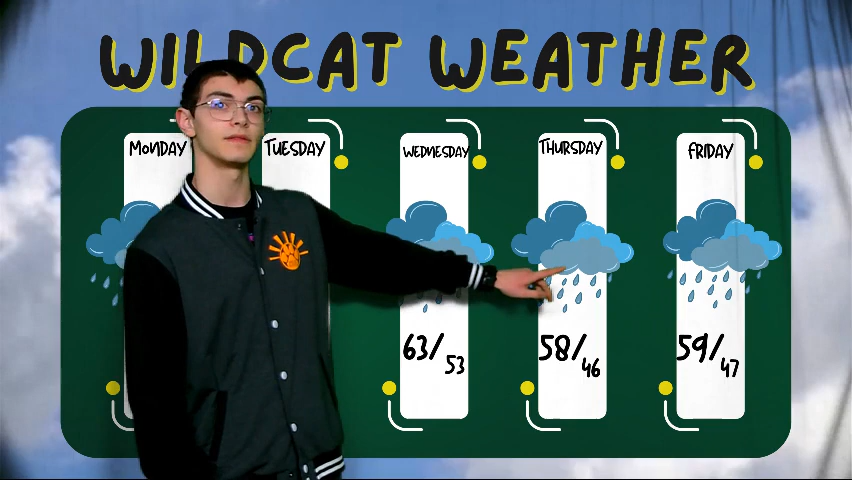 WILDCAT WEATHER
MONDAY
TUESDAY
WEDNESDAY
THURSDAY
FRIDAY
63/53
58/46
59/47